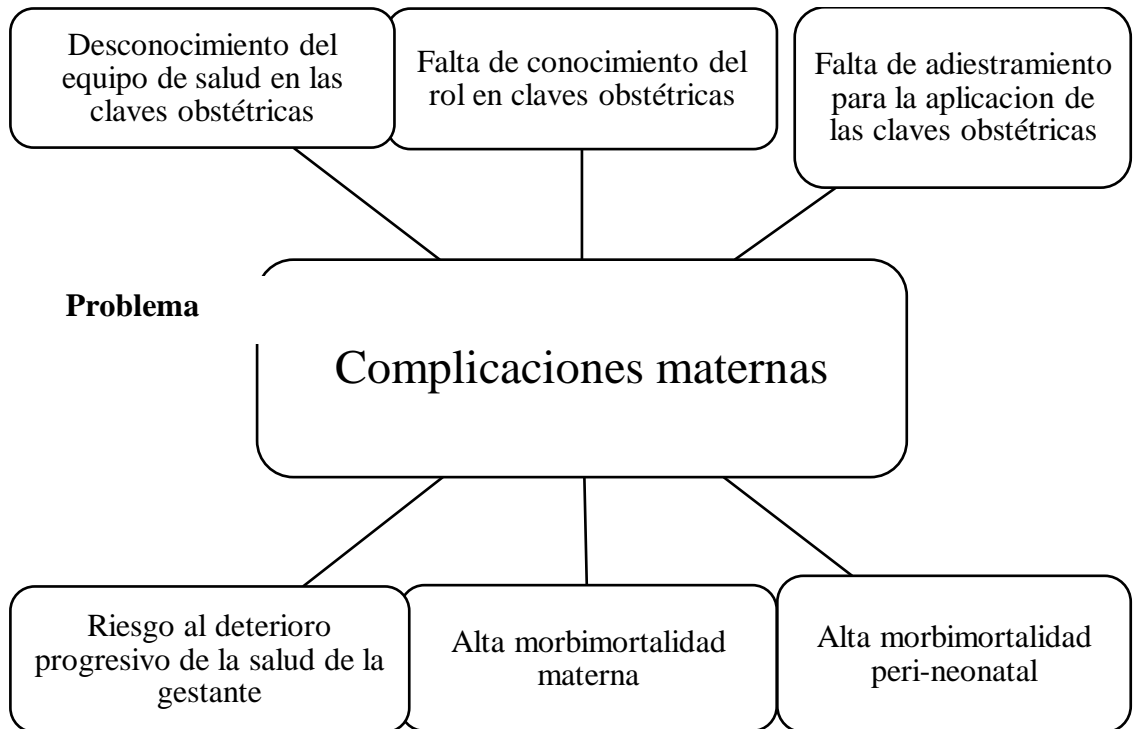 Desconocimiento del
equipo de salud en las
claves obstétricas
Falta de conocimiento del
rol en claves obstétricas
Falta de adiestramiento
para la aplicacion de
las claves obstétricas
Problema
Complicaciones maternas
Riesgo al deterioro
progresivo de la salud de la
gestante
Alta morbimortalidad
materna
Alta morbimortalidad
peri-neonatal